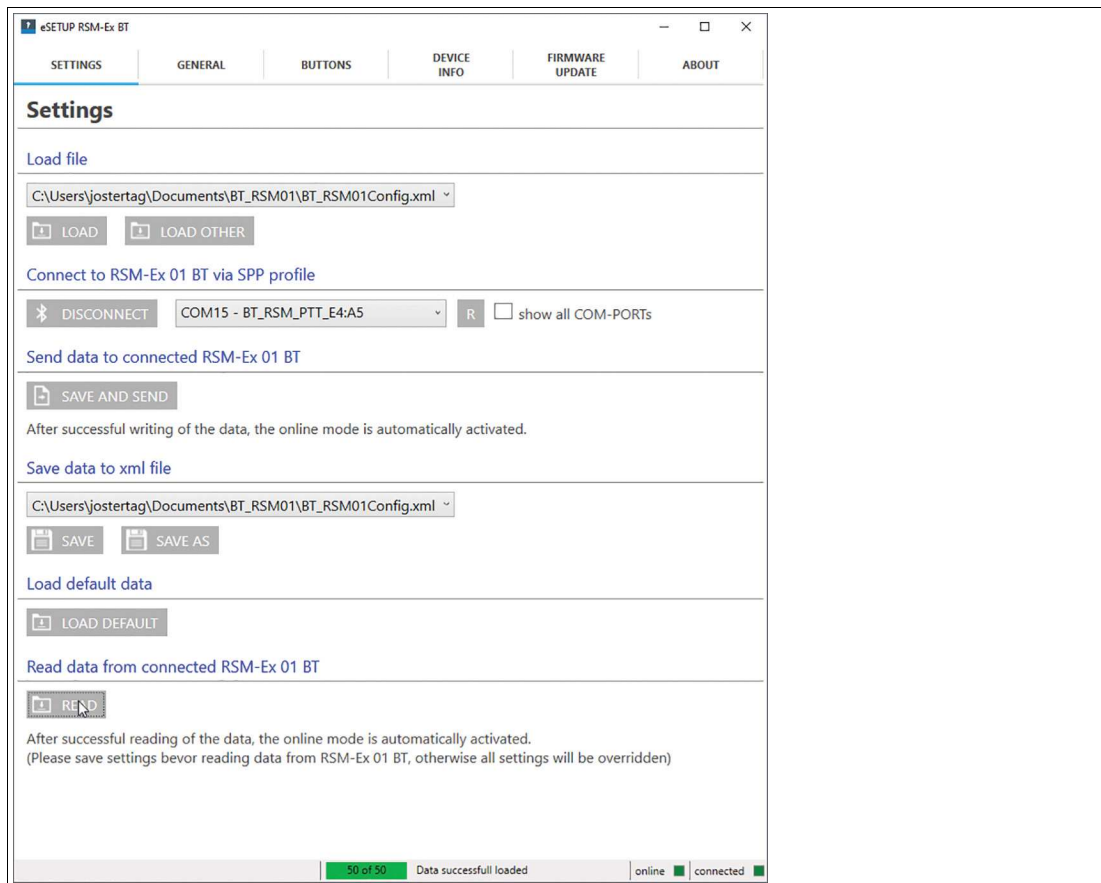 eSETUP RSM-Ex BT
SETTINGS
GENERAL
BUTTONS
DEVICE
INFO
FIRMWARE
UPDATE
ABOUT
Settings
Load file
C:\Users\jostertag\Documents\BT_RSM01\BT_RSM01Config.xml
LOAD
LOAD OTHER
Connect to RSM-Ex 01 BT via SPP profile
DISCONNECT
COM15 - BT_RSM_PTT_E4:A5
R
show all COM-PORTs
Send data to connected RSM-Ex 01 BT
SAVE AND SEND
After successful writing of the data, the online mode is automatically activated.
Save data to xml file
C:\Users\jostertag\Documents\BT_RSM01\BT_RSM01Config.xml
SAVE
SAVE AS
Load default data
LOAD DEFAULT
Read data from connected RSM-Ex 01 BT
READ
After successful reading of the data, the online mode is automatically activated.
(Please save settings bevor reading data from RSM-Ex 01 BT, otherwise all settings will be overridden)
50 of 50
Data successfull loaded
online
connected